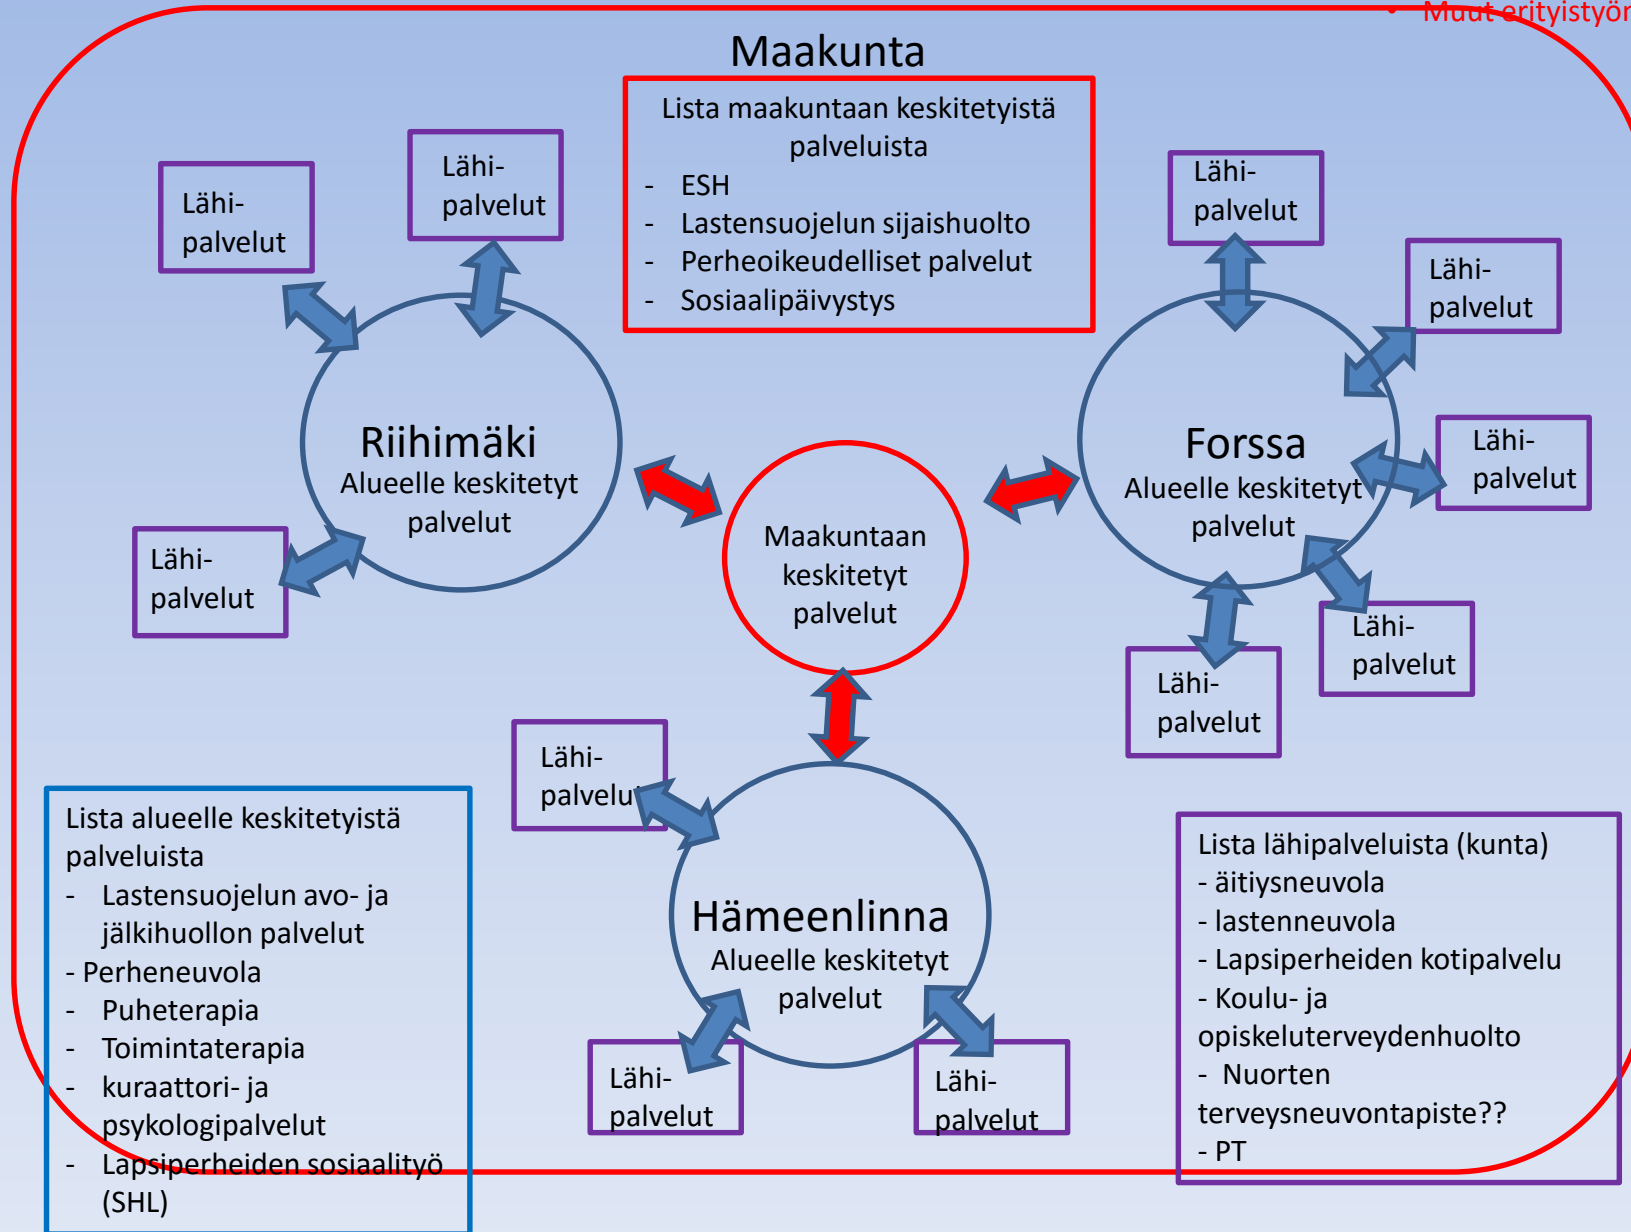 • Muut
Maakunta
Lista maakuntaan keskitetyistä
palveluista
- ESH
- Lastensuojelun sijaishuolto
- Perheoikeudelliset palvelut
- Sosiaalipäivystys
Lähi-
palvelut
Lähi-
palvelut
Lähi-
palvelut
Riihimäki
Alueelle keskitetyt
palvelut
Maakuntaan
keskitetyt
palvelut
Lähi-
palvelut
Lähi-
palvelut
Lähi-
palvelut
Lähi-
palvelut
Lähi-
palvelut
Forssa
Alueelle keskitetyt
palvelut
Lähi-
palvelut
Hämeenlinna
Alueelle keskitetyt
palvelut
Lähi-
palvelut
Lähi-
palvelut
Lista alueelle keskitetyistä
palveluista
- Lastensuojelun avo- ja
jälkihuollon palvelut
- Perheneuvola
- Puheterapia
- Toimintaterapia
- kuraattori- ja
psykologipalvelut
- Lapsiperheiden sosiaalityö
(SHL)
Lista lähipalveluista (kunta)
- äitiysneuvola
- lastenneuvola
- Lapsiperheiden kotipalvelu
- Koulu- ja
opiskeluterveydenhuolto
- Nuorten
terveysneuvontapiste??
- PT